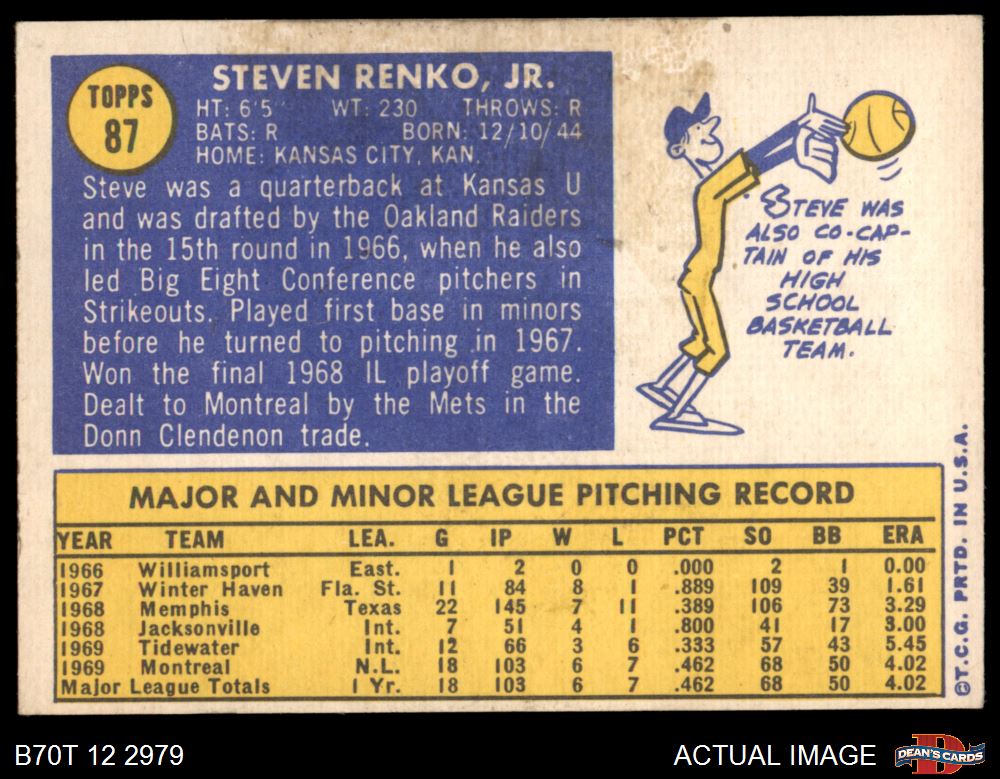 TOPPS
87
STEVEN RENKO, JR.
HT: 6'5" WT: 230 THROWS: R
BATS: R BORN: 12/10/44
HOME: KANSAS CITY, KAN.
Steve was a quarterback at Kansas U
and was drafted by the Oakland Raiders
in the 15th round in 1966, when he also
led Big Eight Conference pitchers in
Strikeouts. Played first base in minors
before he turned to pitching in 1967.
Won the final 1968 IL playoff game.
Dealt to Montreal by the Mets in the
Donn Clendenon trade.
STEVE WAS
ALSO CO-CAP-
TAIN OF HIS
HIGH
SCHOOL
BASKETBALL
TEAM.
MAJOR AND MINOR LEAGUE PITCHING RECORD
YEAR TEAM LEA. G IP W L PCT SO BB ERA
1966 Williamsport East. 1 2 0 0 .000 2 1 0.00
1967 Winter Haven Fla. St. 11 84 8 1 .889 109 39 1.61
1968 Memphis Texas 22 145 7 11 .389 106 73 3.29
1968 Jacksonville Int. 7 51 4 1 .800 41 17 3.00
1969 Tidewater Int. 12 66 3 6 .333 57 43 5.45
1969 Montreal N.L. 18 103 6 7 .462 68 50 4.02
Major League Totals 1 Yr. 18 103 6 7 .462 68 50 4.02
©T.C.G. PRTD. IN U.S.A.
B70T 12 2979
ACTUAL IMAGE
DEAN'S CARDS